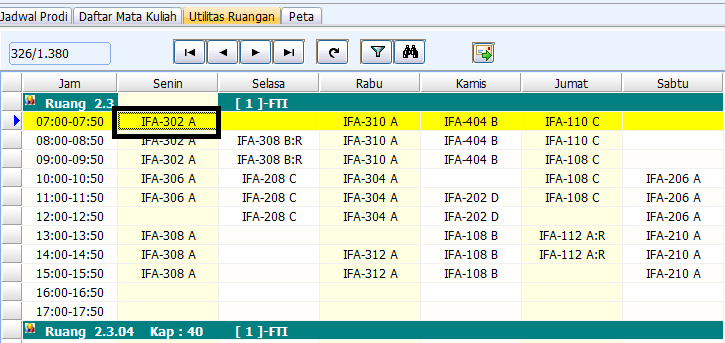 Jadwal Prodi Daftar Mata Kuliah Utilitas Ruangan Peta
326/1.380
Jam Senin Selasa Rabu Kamis Jumat Sabtu
Ruang 2.3 [ 1 ]-FTI
07:00-07:50 IFA-302 A IFA-310 A IFA-404 B IFA-110 C
08:00-08:50 IFA-302 A IFA-308 B:R IFA-310 A IFA-404 B IFA-110 C
09:00-09:50 IFA-302 A IFA-308 B:R IFA-310 A IFA-404 B IFA-108 C
10:00-10:50 IFA-306 A IFA-208 C IFA-304 A IFA-108 C IFA-206 A
11:00-11:50 IFA-306 A IFA-208 C IFA-304 A IFA-202 D IFA-108 C IFA-206 A
12:00-12:50 IFA-208 C IFA-304 A IFA-202 D IFA-206 A
13:00-13:50 IFA-308 A IFA-108 B IFA-112 A:R IFA-210 A
14:00-14:50 IFA-308 A IFA-312 A IFA-108 B IFA-112 A:R IFA-210 A
15:00-15:50 IFA-308 A IFA-312 A IFA-108 B IFA-210 A
16:00-16:50
17:00-17:50
Ruang 2.3.04 Kap : 40 [ 1 ]-FTI